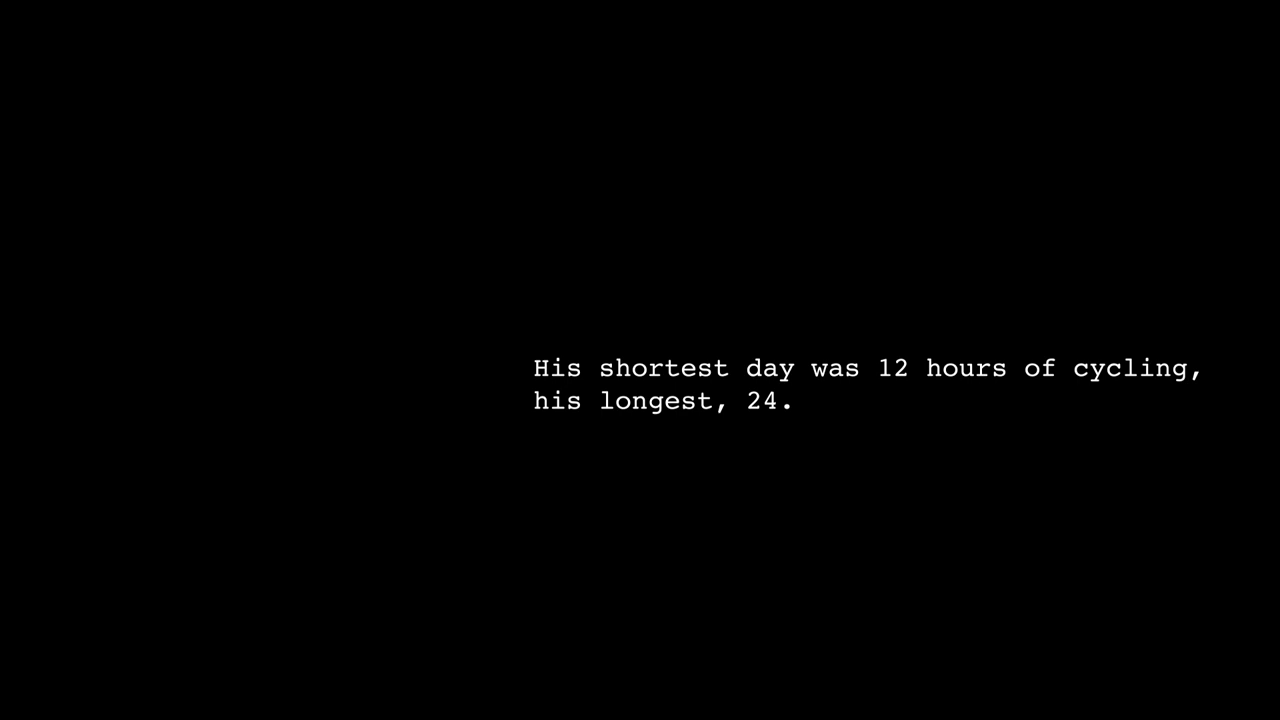 His shortest day was 12 hours of cycling,
his longest, 24.